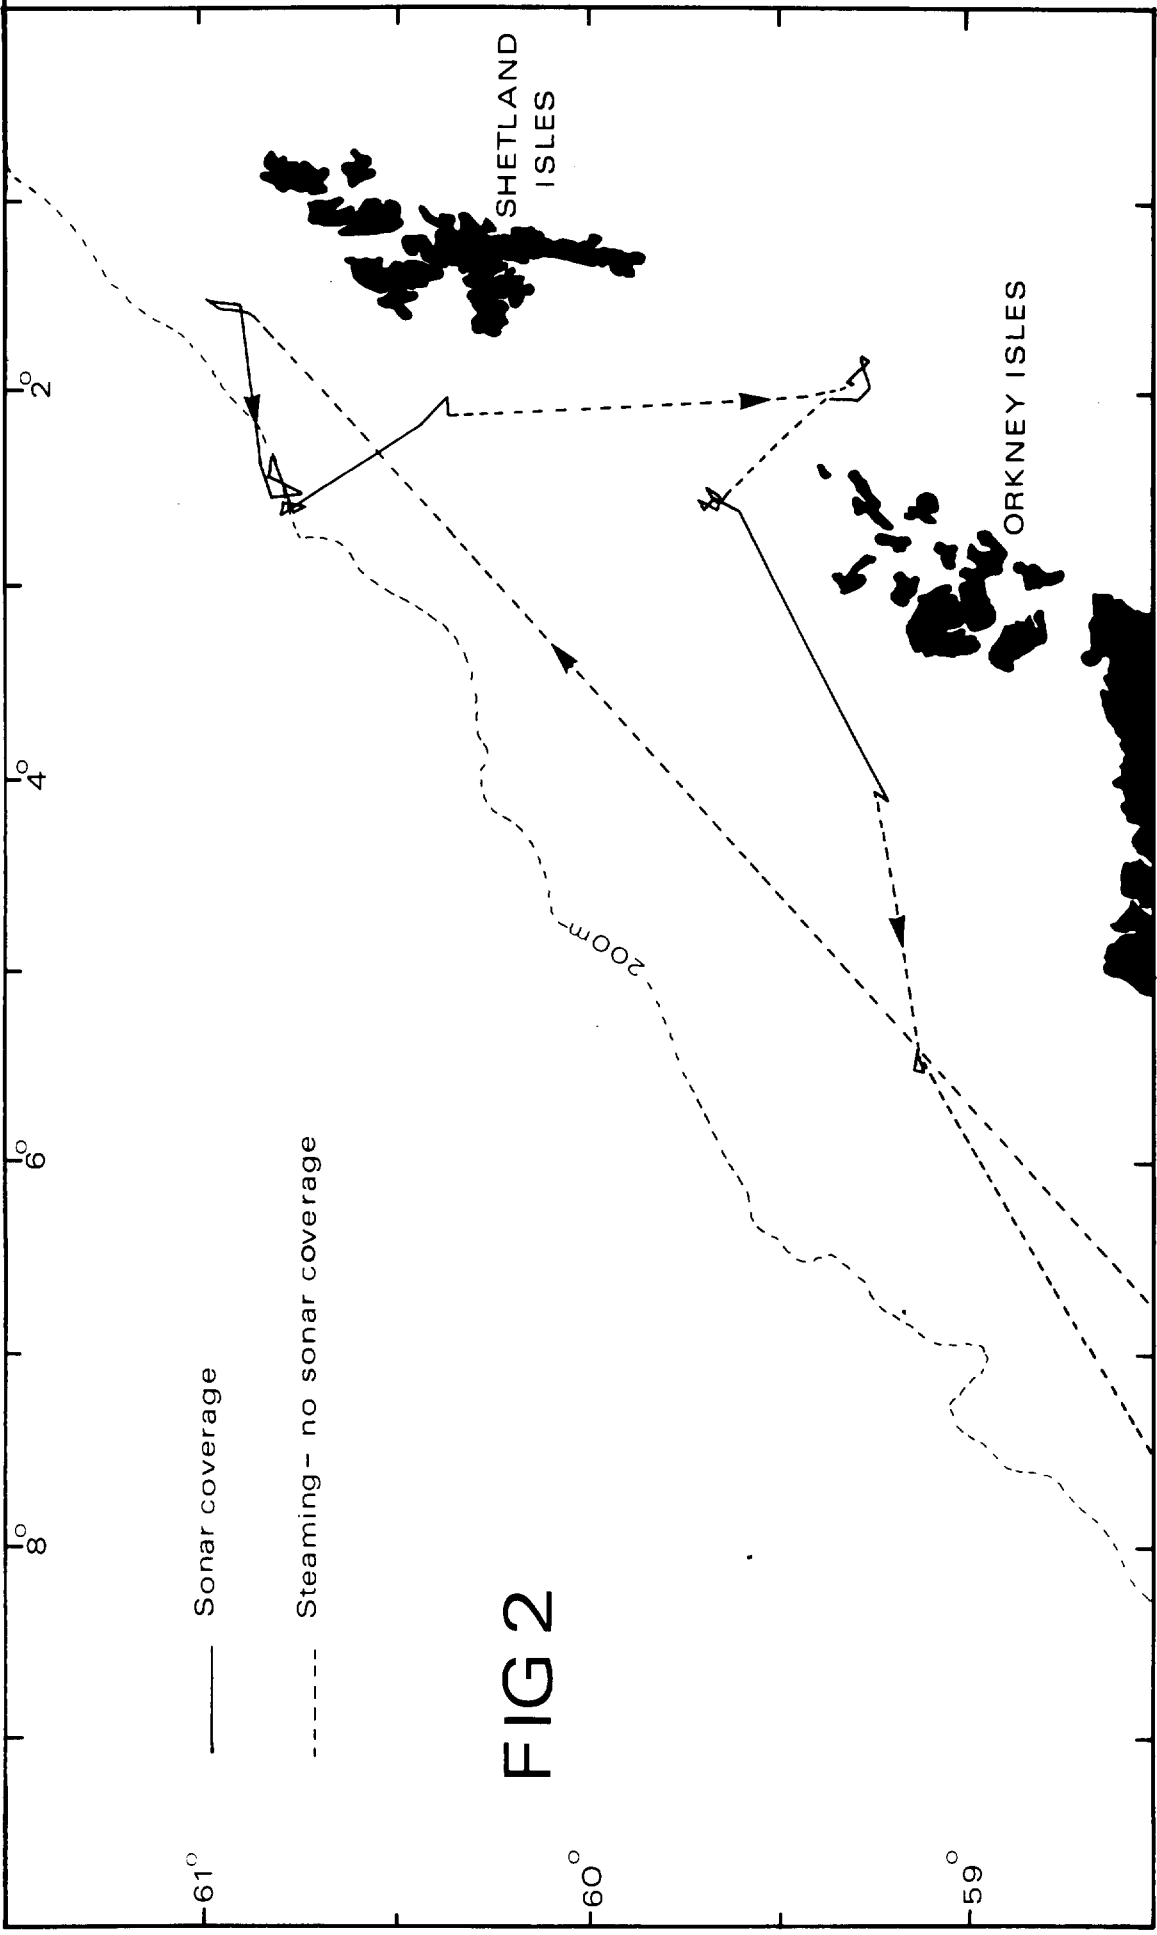 8°
6°
4°
2°
61°
60°
59°
Sonar coverage
Steaming- no sonar coverage
FIG 2
200m
SHETLAND
ISLES
ORKNEY ISLES